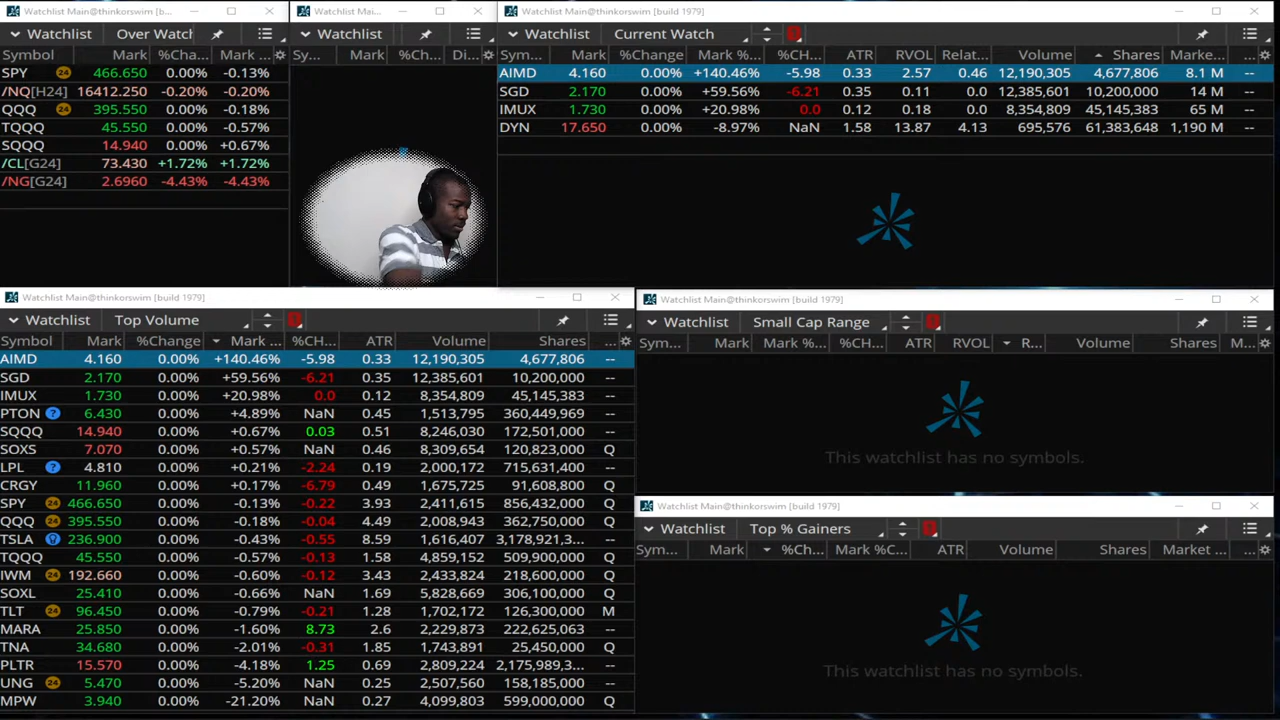 Watchlist Main@thinkorswim [b...
Watchlist Over Watch
Symbol Mark %Cha... Mark ...
SPY 24 466.650 0.00% -0.13%
/NQ[H24] 16412.250 -0.20% -0.20%
QQQ 24 395.550 0.00% -0.18%
TQQQ 45.550 0.00% -0.57%
SQQQ 14.940 0.00% +0.67%
/CL[G24] 73.430 +1.72% +1.72%
/NG[G24] 2.6960 -4.43% -4.43%
Watchlist Mai...
Watchlist
Sy... Mark %Ch... Di...
Watchlist Main@thinkorswim [build 1979]
Watchlist Current Watch
Sym... Mark %Change Mark %... %CH... ATR RVOL Relat... Volume Shares Marke...
AIMD 4.160 0.00% +140.46% -5.98 0.33 2.57 0.46 12,190,305 4,677,806 8.1 M --
SGD 2.170 0.00% +59.56% -6.21 0.35 0.11 0.0 12,385,601 10,200,000 14 M --
IMUX 1.730 0.00% +20.98% 0.0 0.12 0.18 0.0 8,354,809 45,145,383 65 M --
DYN 17.650 0.00% -8.97% NaN 1.58 13.87 4.13 695,576 61,383,648 1,190 M --
Watchlist Main@thinkorswim [build 1979]
Watchlist Top Volume
Symbol Mark %Change Mark ... %CH... ATR Volume Shares ...
AIMD 4.160 0.00% +140.46% -5.98 0.33 12,190,305 4,677,806 --
SGD 2.170 0.00% +59.56% -6.21 0.35 12,385,601 10,200,000 --
IMUX 1.730 0.00% +20.98% 0.0 0.12 8,354,809 45,145,383 --
PTON ? 6.430 0.00% +4.89% NaN 0.45 1,513,795 360,449,969 --
SQQQ 14.940 0.00% +0.67% 0.03 0.51 8,246,030 172,501,000 --
SOXS 7.070 0.00% +0.57% NaN 0.46 8,309,654 120,823,000 Q
LPL ? 4.810 0.00% +0.21% -2.24 0.19 2,000,172 715,631,400 --
CRGY 11.960 0.00% +0.17% -6.79 0.49 1,675,725 91,608,800 Q
SPY 24 466.650 0.00% -0.13% -0.22 3.93 2,411,615 856,432,000 Q
QQQ 24 395.550 0.00% -0.18% -0.04 4.49 2,008,943 362,750,000 Q
TSLA 236.900 0.00% -0.43% -0.55 8.59 1,616,407 3,178,921,3... --
TQQQ 45.550 0.00% -0.57% -0.13 1.58 4,859,152 509,900,000 Q
IWM 24 192.660 0.00% -0.60% -0.12 3.43 2,433,824 218,600,000 Q
SOXL 25.410 0.00% -0.66% NaN 1.69 5,828,669 306,100,000 Q
TLT 24 96.450 0.00% -0.79% -0.21 1.28 1,702,172 126,300,000 M
MARA 25.850 0.00% -1.60% 8.73 2.6 2,229,873 222,625,063 --
TNA 34.680 0.00% -2.01% -0.31 1.85 1,743,891 25,450,000 Q
PLTR 15.570 0.00% -4.18% 1.25 0.69 2,809,224 2,175,989,3... --
UNG 24 5.470 0.00% -5.20% NaN 0.25 2,507,560 158,185,000 --
MPW 3.940 0.00% -21.20% NaN 0.27 4,099,803 599,000,000 Q
Watchlist Main@thinkorswim [build 1979]
Watchlist Small Cap Range
Sym... Mark Mark %... %CH... ATR RVOL R... Volume Shares M...
This watchlist has no symbols.
Watchlist Main@thinkorswim [build 1979]
Watchlist Top % Gainers
Sym... Mark %Ch... Mark %C... ATR Volume Shares Market ... ...
This watchlist has no symbols.